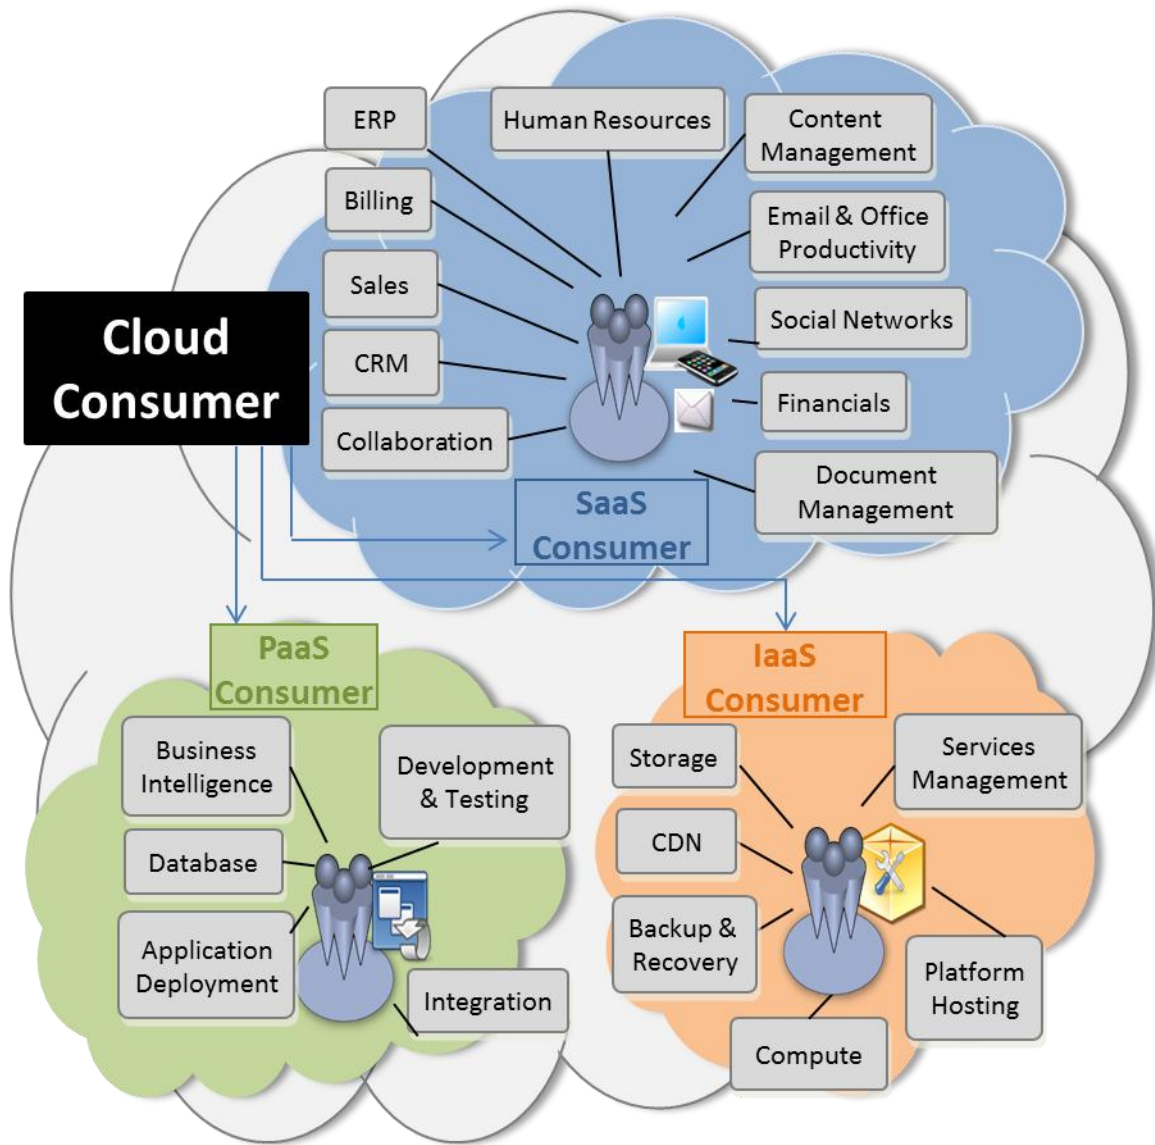 ERP
Human Resources
Content
Management
Billing
Email & Office
Productivity
Sales
Social Networks
Cloud
Consumer
CRM
Financials
Collaboration
Document
Management
SaaS
Consumer
PaaS
Consumer
IaaS
Consumer
Business
Intelligence
Development
& Testing
Database
Application
Deployment
Integration
Storage
Services
Management
CDN
Backup &
Recovery
Platform
Hosting
Compute